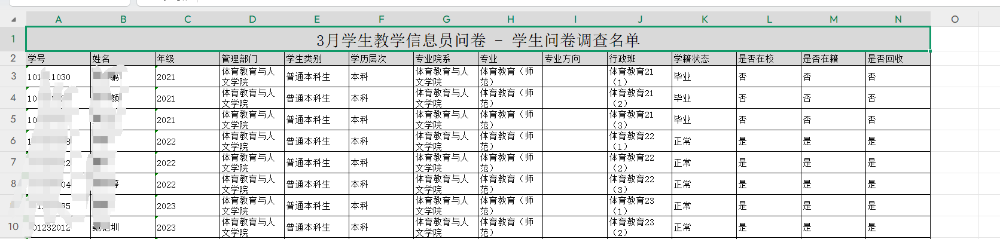 A B C D E F G H I J K L M N O
1 3月学生教学信息员问卷 - 学生问卷调查名单
2 学号 姓名 年级 管理部门 学生类别 学历层次 专业院系 专业 专业方向 行政班 学籍状态 是否在校 是否在籍 是否回收
3 2021 体育教育与人文学院 普通本科生 本科 体育教育与人文学院 体育教育（师范） 体育教育21（1） 毕业 否 否 否
4 2021 体育教育与人文学院 普通本科生 本科 体育教育与人文学院 体育教育（师范） 体育教育21（2） 毕业 否 否 否
5 2021 体育教育与人文学院 普通本科生 本科 体育教育与人文学院 体育教育（师范） 体育教育21（3） 毕业 否 否 否
6 2022 体育教育与人文学院 普通本科生 本科 体育教育与人文学院 体育教育（师范） 体育教育22（1） 正常 是 是 是
7 2022 体育教育与人文学院 普通本科生 本科 体育教育与人文学院 体育教育（师范） 体育教育22（2） 正常 是 是 是
8 2022 体育教育与人文学院 普通本科生 本科 体育教育与人文学院 体育教育（师范） 体育教育22（3） 正常 是 是 是
9 2023 体育教育与人文学院 普通本科生 本科 体育教育与人文学院 体育教育（师范） 体育教育23（1） 正常 是 是 是
10 2023 体育教育与人文学院 普通本科生 本科 体育教育与人文学院 体育教育（师范） 体育教育23（2） 正常 是 是 是